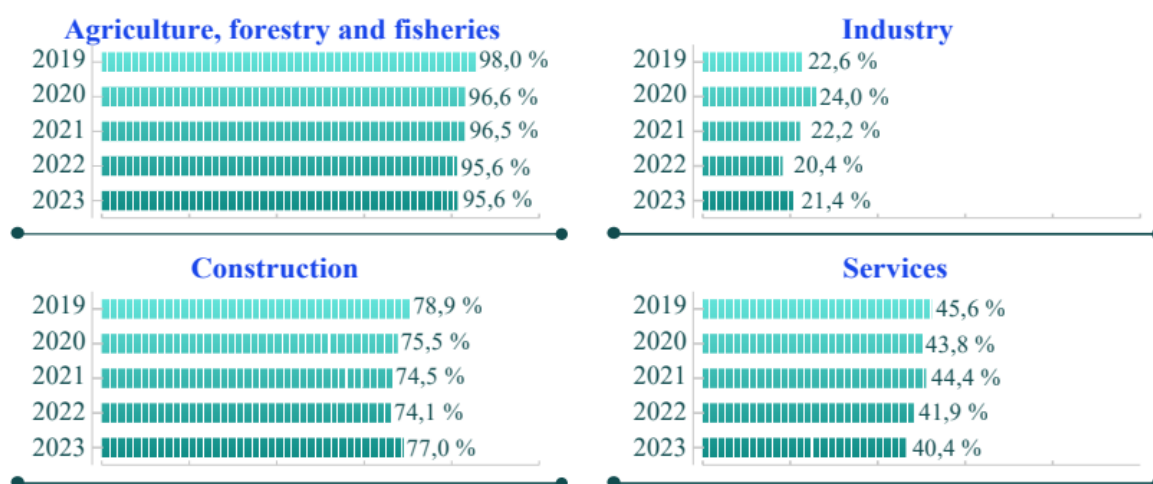 Agriculture, forestry and fisheries
2019 98,0 %
2020 96,6 %
2021 96,5 %
2022 95,6 %
2023 95,6 %
Industry
2019 22,6 %
2020 24,0 %
2021 22,2 %
2022 20,4 %
2023 21,4 %
Construction
2019 78,9 %
2020 75,5 %
2021 74,5 %
2022 74,1 %
2023 77,0 %
Services
2019 45,6 %
2020 43,8 %
2021 44,4 %
2022 41,9 %
2023 40,4 %